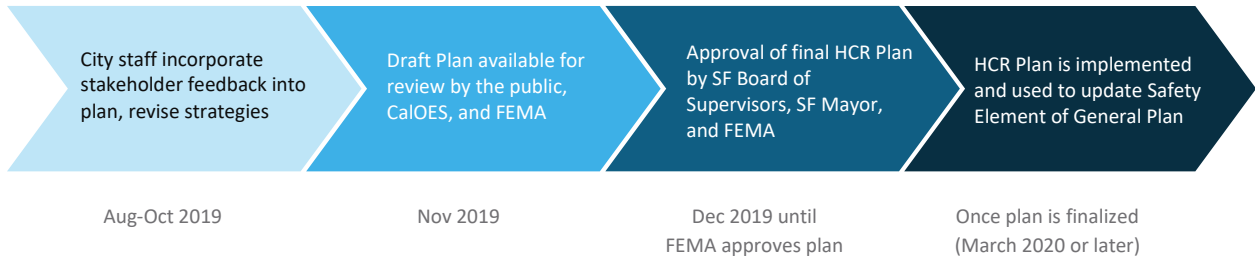 City staff incorporate
stakeholder feedback into
plan, revise strategies
Draft Plan available for
review by the public,
CalOES, and FEMA
Approval of final HCR Plan
by SF Board of
Supervisors, SF Mayor,
and FEMA
HCR Plan is implemented
and used to update Safety
Element of General Plan
Aug-Oct 2019
Nov 2019
Dec 2019 until
FEMA approves plan
Once plan is finalized
(March 2020 or later)